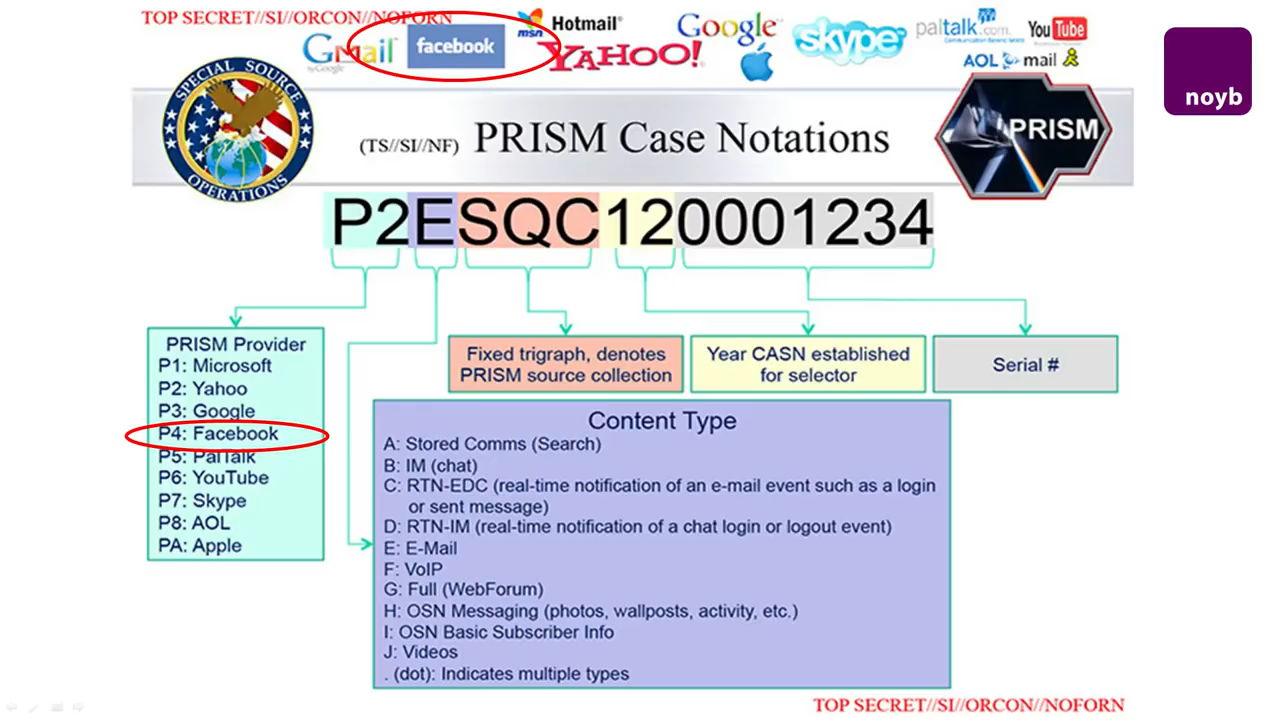 TOP SECRET//SI//ORCON//NOFORN
Gmail
by Google
facebook
msn
Hotmail
YAHOO!
Google
skype
paltalk.com
YouTube
AOL mail
noyb
SPECIAL SOURCE
OPERATIONS
(TS//SI//NF) PRISM Case Notations
PRISM
P2ESQC120001234
PRISM Provider
P1: Microsoft
P2: Yahoo
P3: Google
P4: Facebook
P5: PalTalk
P6: YouTube
P7: Skype
P8: AOL
PA: Apple
Fixed trigraph, denotes
PRISM source collection
Year CASN established
for selector
Serial #
Content Type
A: Stored Comms (Search)
B: IM (chat)
C: RTN-EDC (real-time notification of an e-mail event such as a login
or sent message)
D: RTN-IM (real-time notification of a chat login or logout event)
E: E-Mail
F: VoIP
G: Full (WebForum)
H: OSN Messaging (photos, wallposts, activity, etc.)
I: OSN Basic Subscriber Info
J: Videos
. (dot): Indicates multiple types
TOP SECRET//SI//ORCON//NOFORN